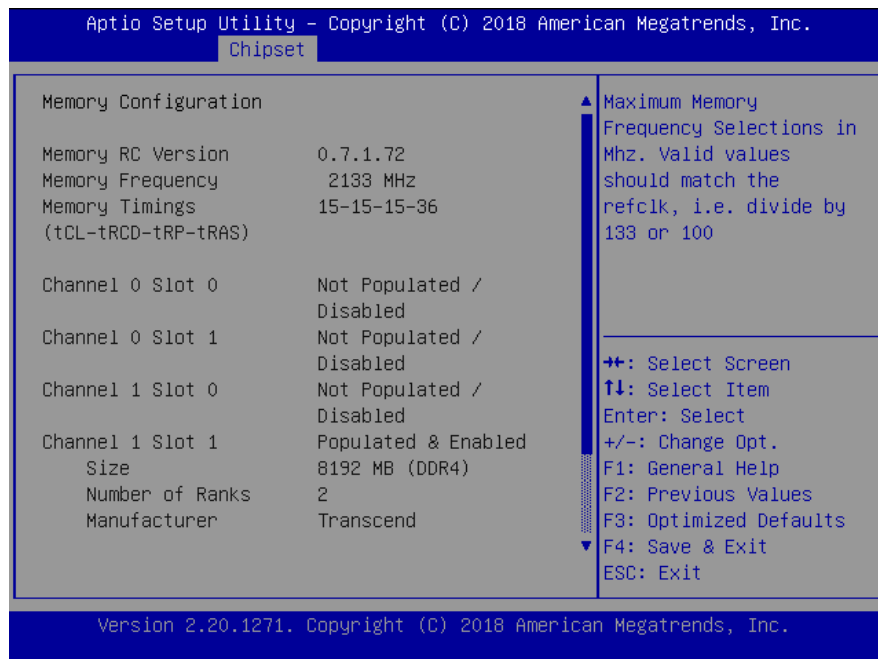 Aptio Setup Utility – Copyright (C) 2018 American Megatrends, Inc.
Chipset
Memory Configuration
Memory RC Version 0.7.1.72
Memory Frequency 2133 MHz
Memory Timings 15-15-15-36
(tCL-tRCD-tRP-tRAS)
Channel 0 Slot 0 Not Populated /
Disabled
Channel 0 Slot 1 Not Populated /
Disabled
Channel 1 Slot 0 Not Populated /
Disabled
Channel 1 Slot 1 Populated & Enabled
Size 8192 MB (DDR4)
Number of Ranks 2
Manufacturer Transcend
Maximum Memory
Frequency Selections in
Mhz. Valid values
should match the
refclk, i.e. divide by
133 or 100
→←: Select Screen
↑↓: Select Item
Enter: Select
+/-: Change Opt.
F1: General Help
F2: Previous Values
F3: Optimized Defaults
F4: Save & Exit
ESC: Exit
Version 2.20.1271. Copyright (C) 2018 American Megatrends, Inc.